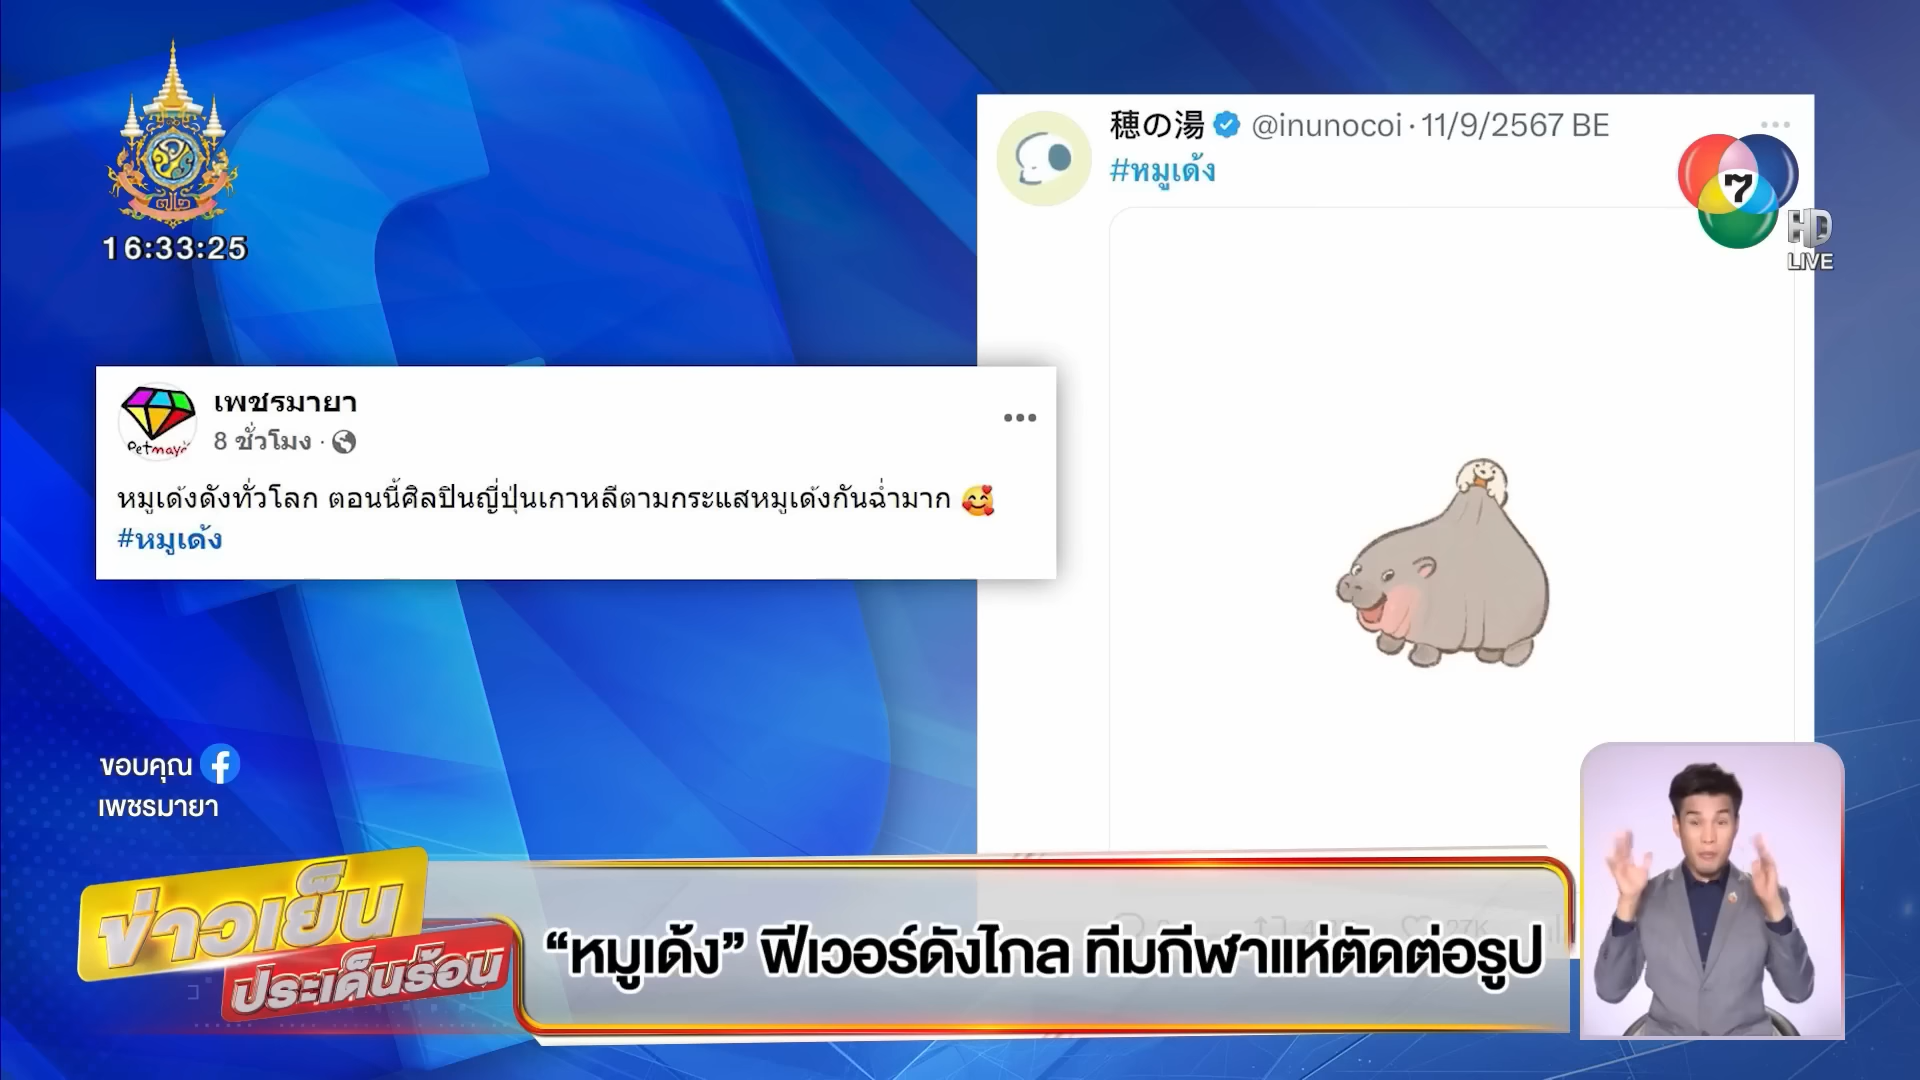 16:33:25
穂の湯 @inunocoi · 11/9/2567 BE
#หมูเด้ง
7
HD
LIVE
เพชรมายา
Petmaya
8 ชั่วโมง ·
หมูเด้งดังทั่วโลก ตอนนี้ศิลปินญี่ปุ่นเกาหลีตามกระแสหมูเด้งกันฉ่ำมาก 🥰
#หมูเด้ง
ขอบคุณ
เพชรมายา
ข่าวเย็น
ประเด็นร้อน
“หมูเด้ง” ฟีเวอร์ดังไกล ทีมกีฬาแห่ตัดต่อรูป